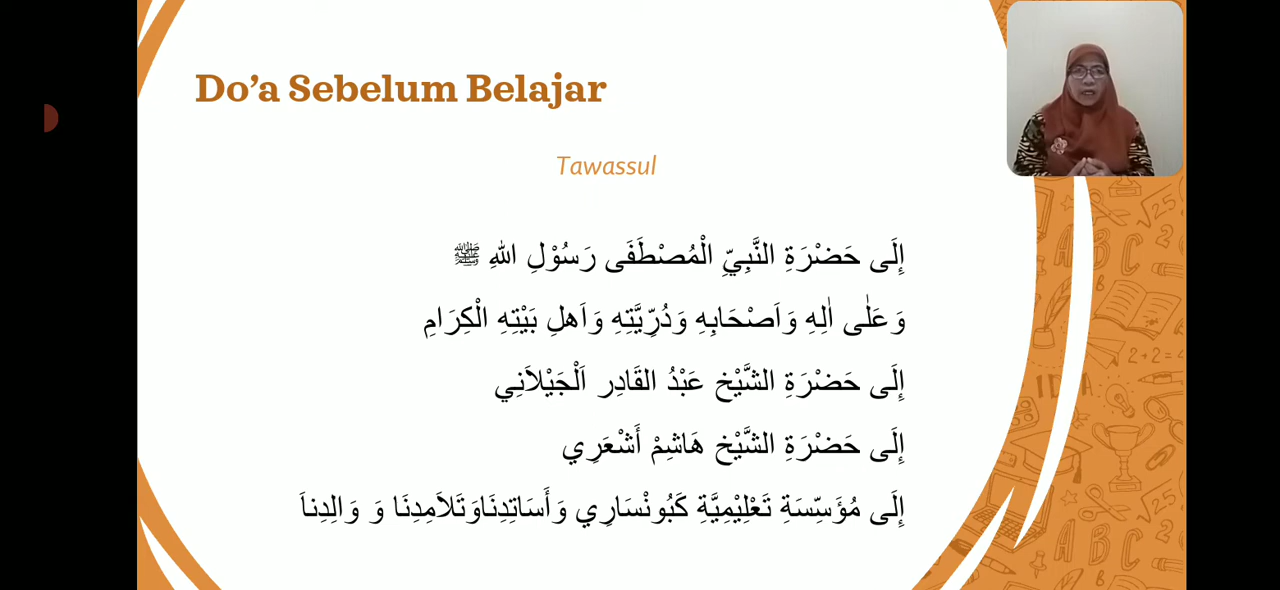 Do'a Sebelum Belajar
Tawassul
إِلَى حَضْرَةِ النَّبِيِّ الْمُصْطَفَى رَسُوْلِ اللهِ ﷺ
وَعَلٰى اٰلِهِ وَاَصْحَابِهِ وَذُرِّيَّتِهِ وَاَهلِ بَيْتِهِ الْكِرَامِ
إِلَى حَضْرَةِ الشَّيْخ عَبْدُ القَادِر اَلْجَيْلاَنِي
إِلَى حَضْرَةِ الشَّيْخ هَاشِمْ أَشْعَرِي
إِلَى مُؤَسِّسَةِ تَعْلِيْمِيَّةِ كَبُونْسَارِي وَأَسَاتِدِنَاوَتَلاَمِدِنَا وَ وَالِدِناَ